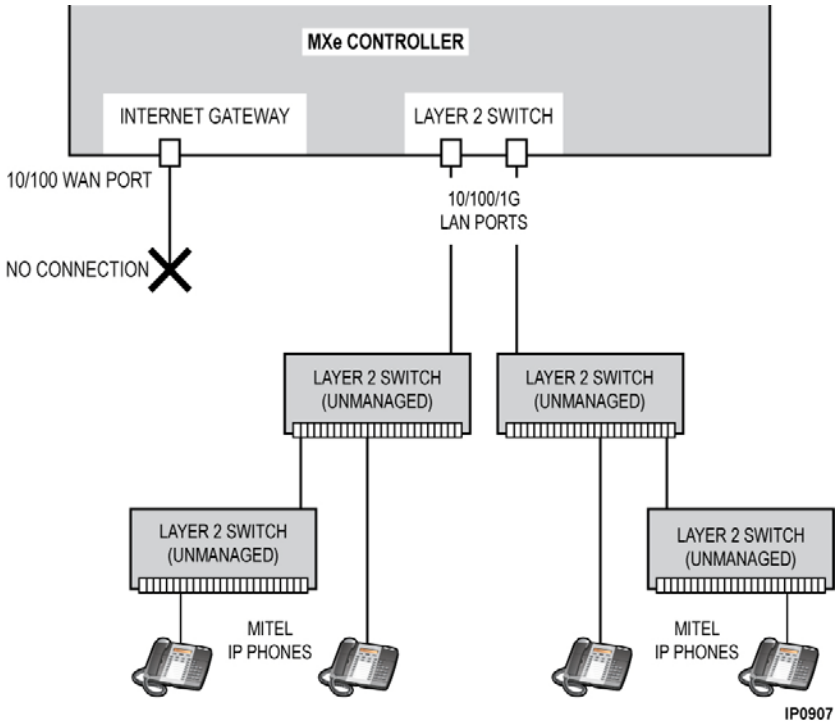 MXe CONTROLLER
INTERNET GATEWAY
LAYER 2 SWITCH
10/100 WAN PORT
10/100/1G
LAN PORTS
NO CONNECTION
LAYER 2 SWITCH
(UNMANAGED)
LAYER 2 SWITCH
(UNMANAGED)
LAYER 2 SWITCH
(UNMANAGED)
LAYER 2 SWITCH
(UNMANAGED)
MITEL
IP PHONES
MITEL
IP PHONES
IP0907